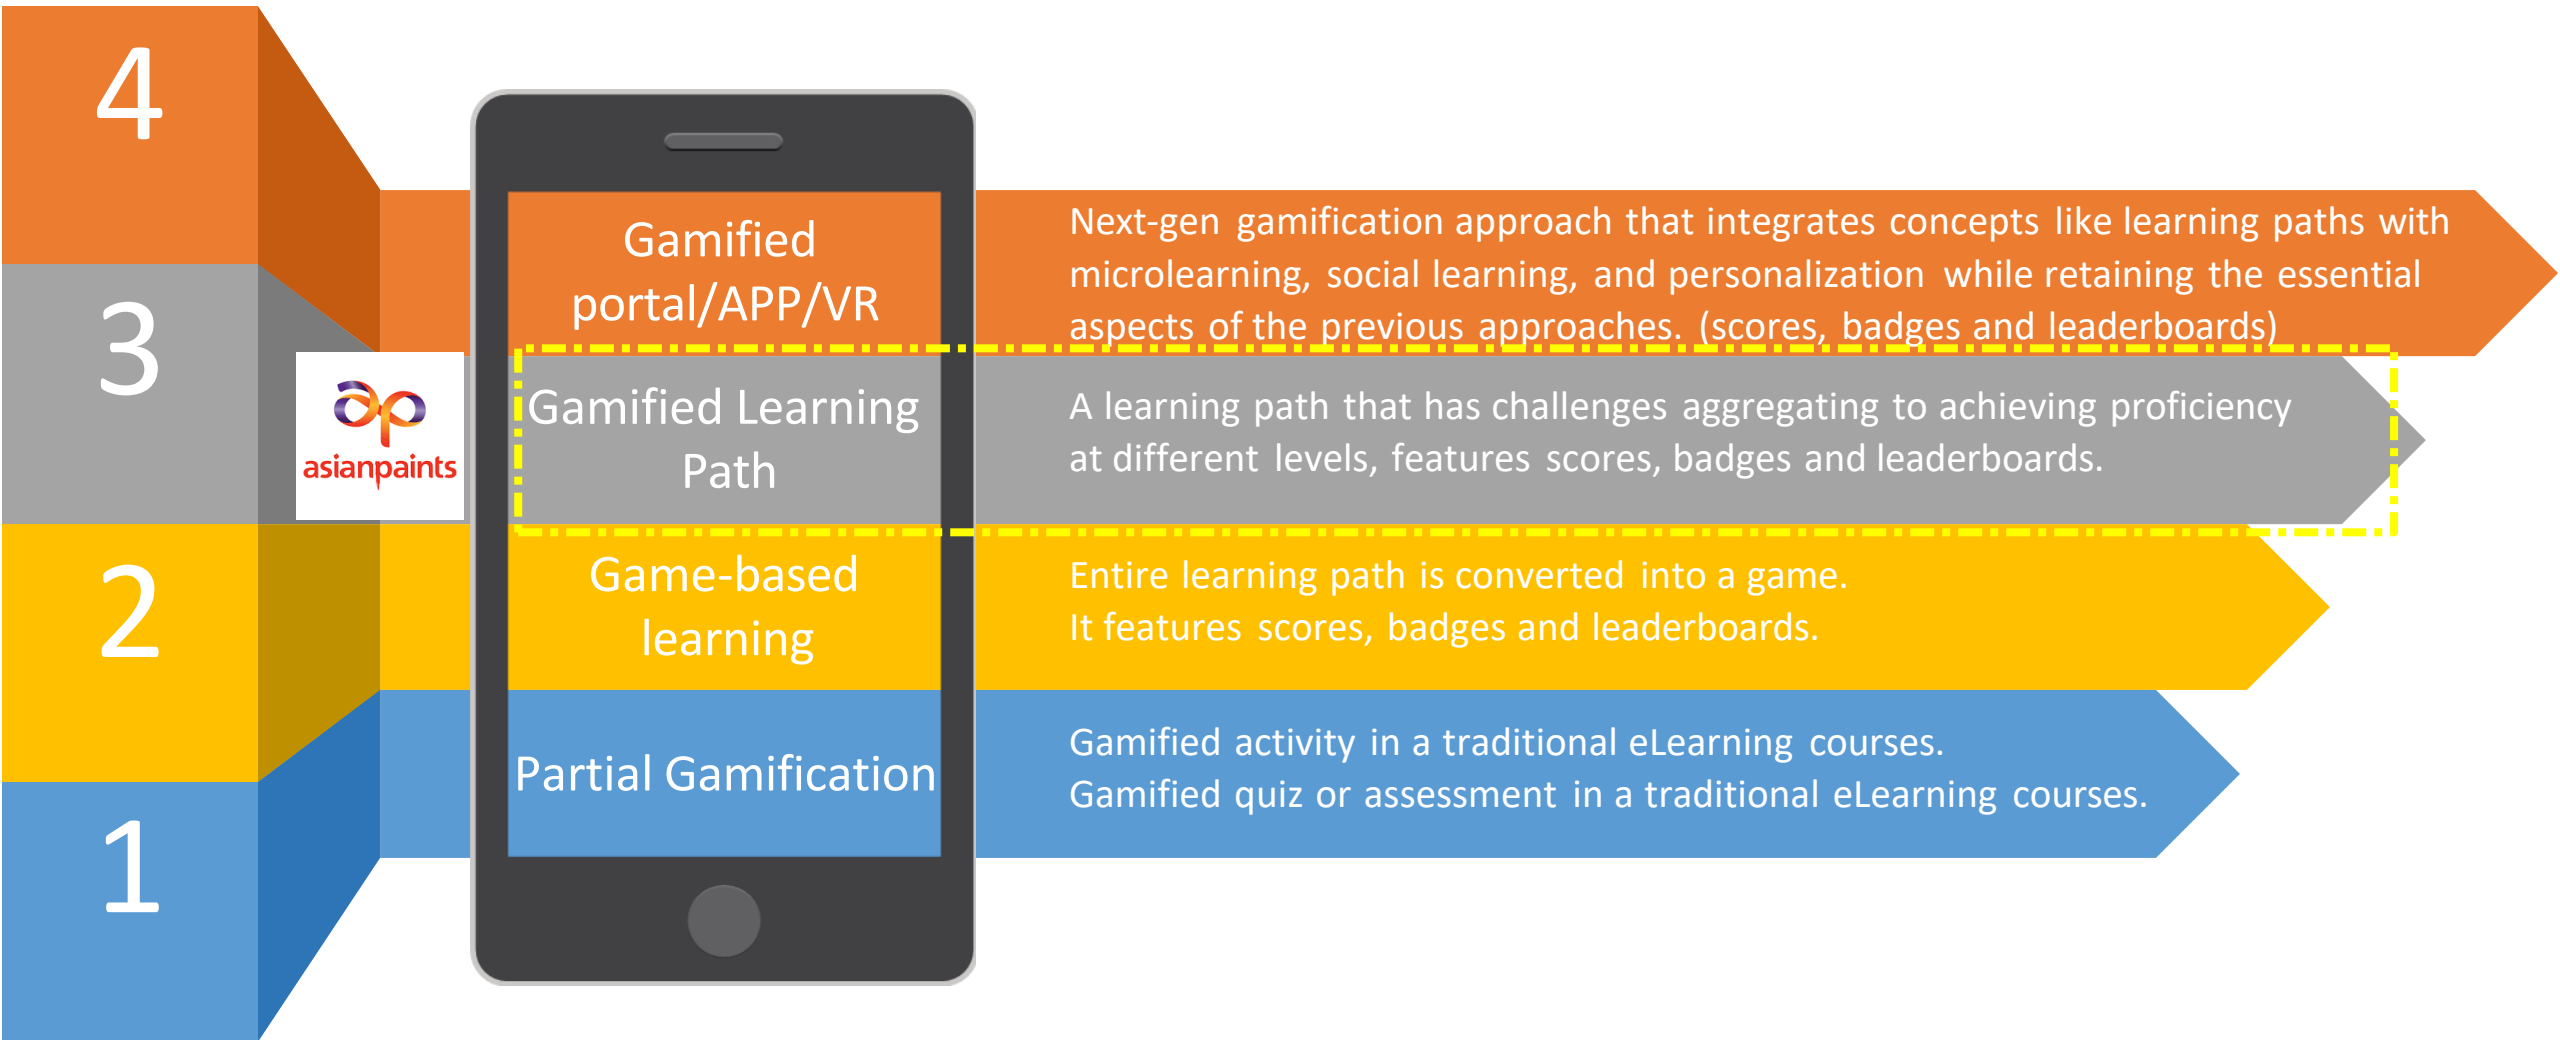 4
Gamified
portal/APP/VR
Next-gen gamification approach that integrates concepts like learning paths with
microlearning, social learning, and personalization while retaining the essential
aspects of the previous approaches. (scores, badges and leaderboards)
3
ap
asianpaints
Gamified Learning
Path
A learning path that has challenges aggregating to achieving proficiency
at different levels, features scores, badges and leaderboards.
2
Game-based
learning
Entire learning path is converted into a game.
It features scores, badges and leaderboards.
1
Partial Gamification
Gamified activity in a traditional eLearning courses.
Gamified quiz or assessment in a traditional eLearning courses.